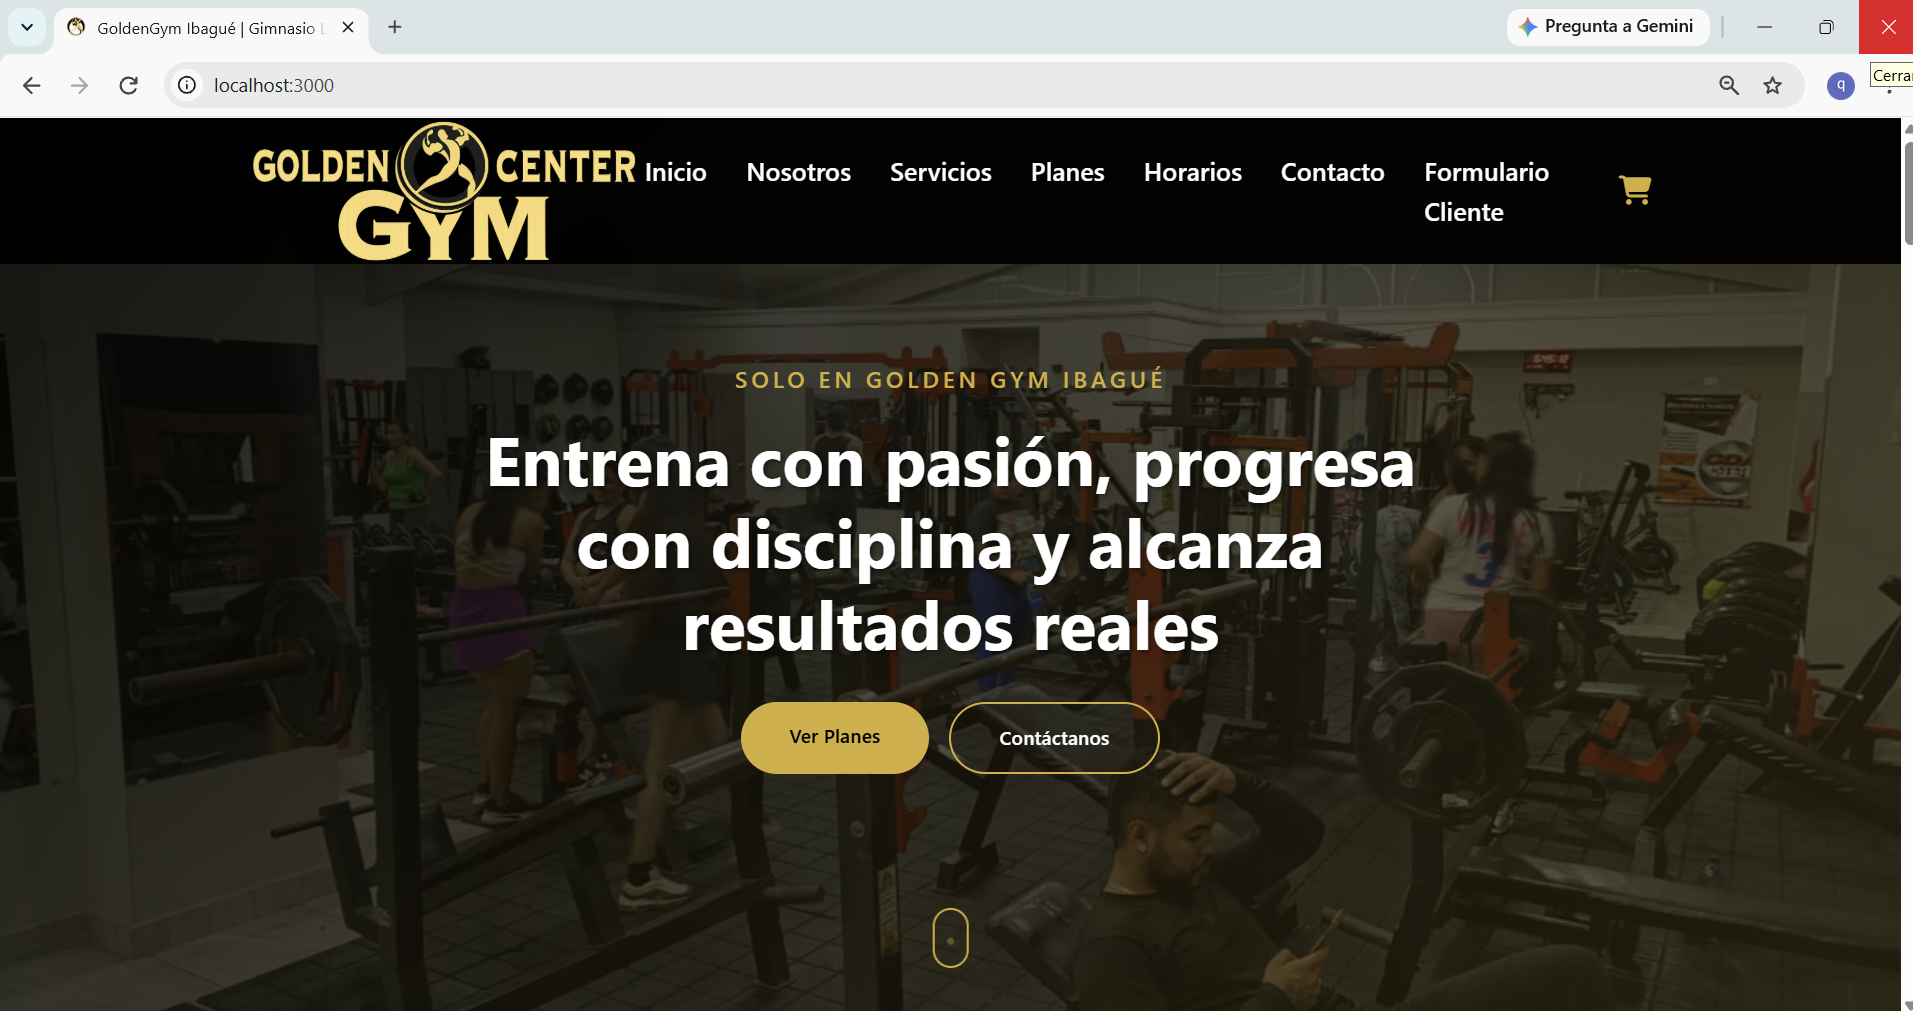 GoldenGym Ibagué | Gimnasio
Pregunta a Gemini
localhost:3000
q
Cerrar
GOLDEN CENTER
GYM
Inicio Nosotros Servicios Planes Horarios Contacto Formulario
Cliente
SOLO EN GOLDEN GYM IBAGUÉ
Entrena con pasión, progresa
con disciplina y alcanza
resultados reales
Ver Planes Contáctanos
3